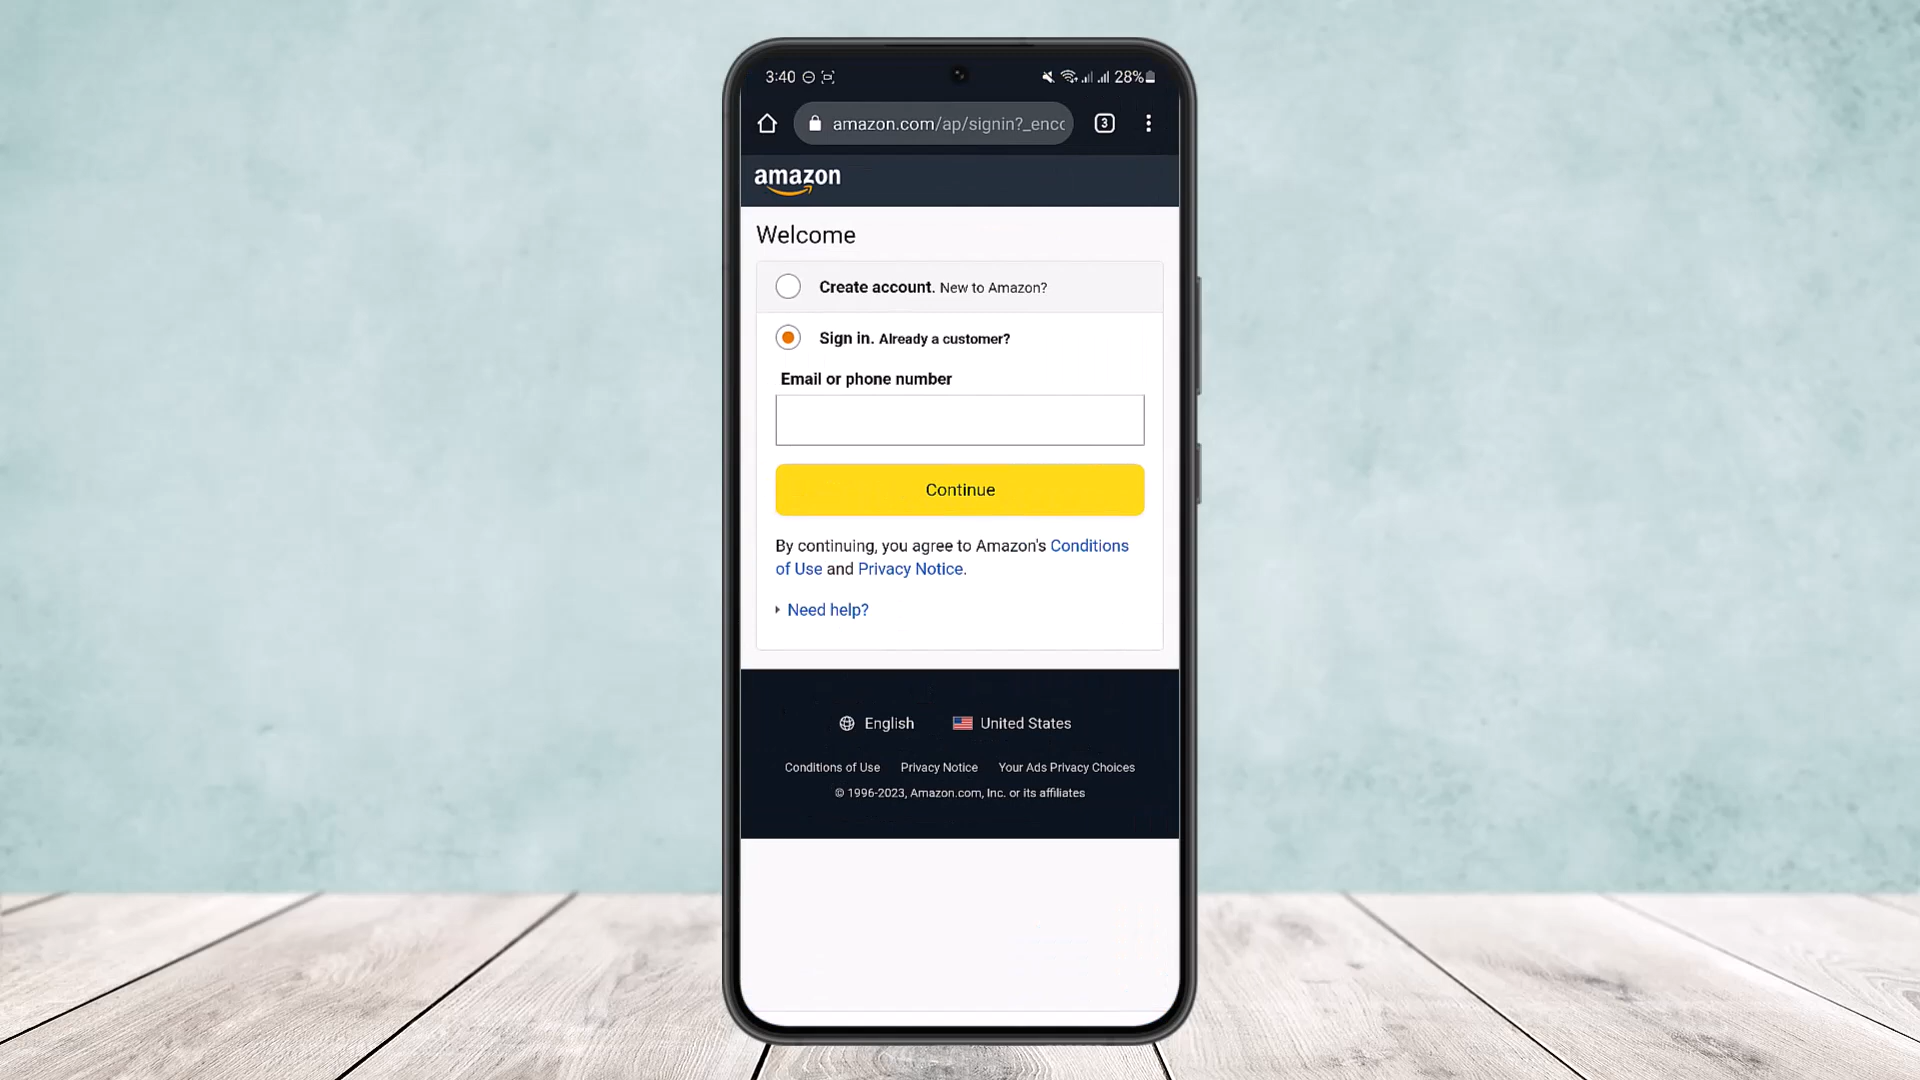 3:40 28%
amazon.com/ap/signin?_enc 3
amazon
Welcome
Create account. New to Amazon?
Sign in. Already a customer?
Email or phone number
Continue
By continuing, you agree to Amazon's Conditions
of Use and Privacy Notice.
Need help?
English United States
Conditions of Use Privacy Notice Your Ads Privacy Choices
© 1996-2023, Amazon.com, Inc. or its affiliates